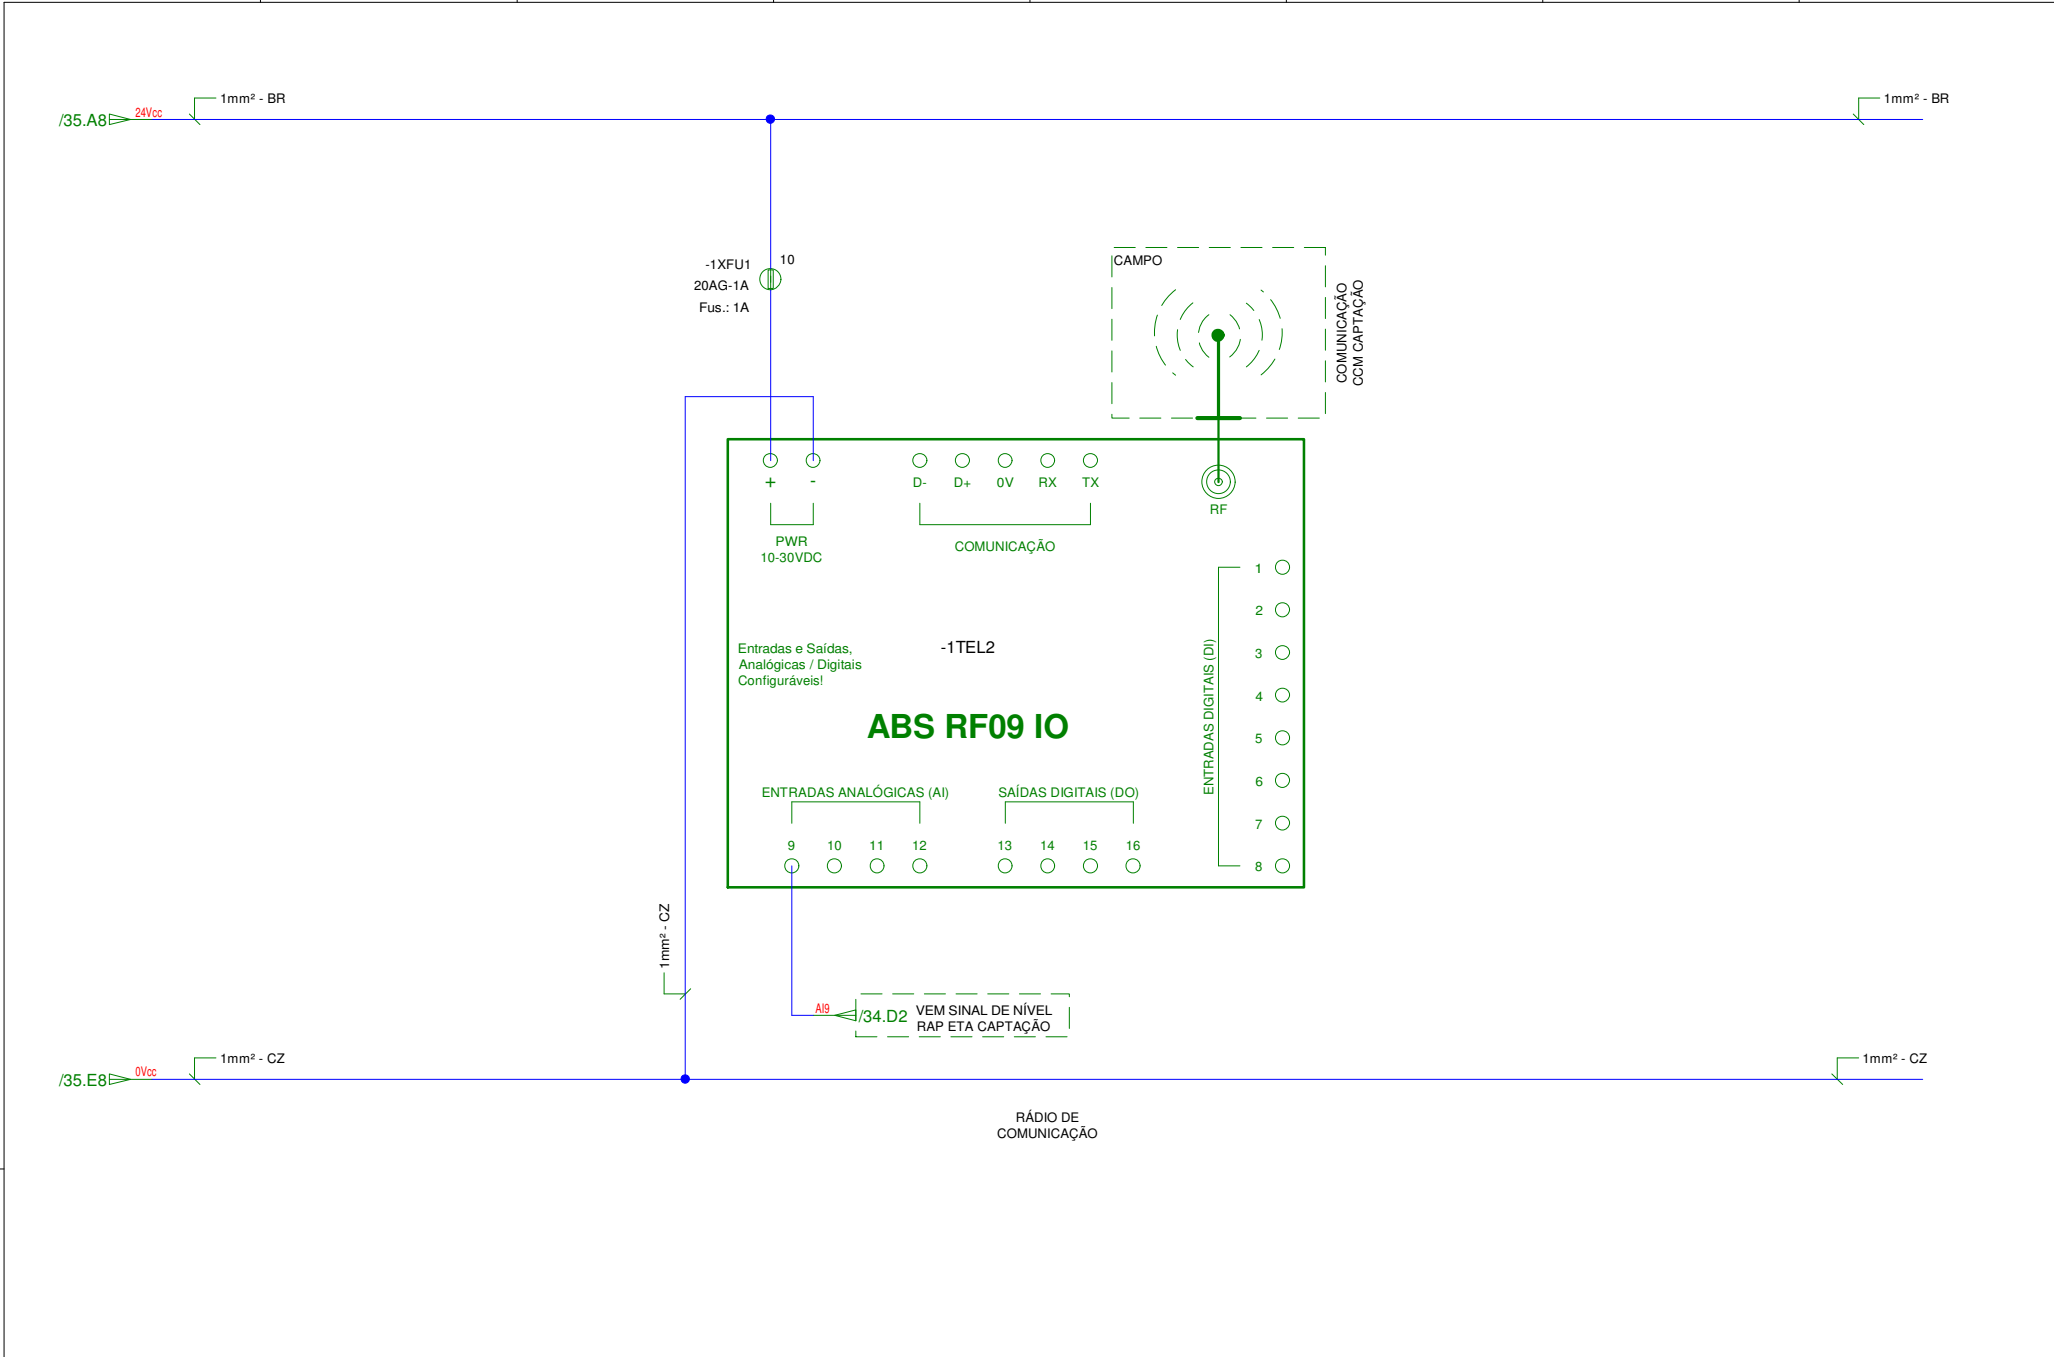 1mm² - BR
1mm² - BR
/35.A8
24Vcc
-1XFU1
10
20AG-1A
Fus.: 1A
CAMPO
COMUNICAÇÃO
CCM CAPTAÇÃO
+
-
D-
D+
0V
RX
TX
RF
PWR
10-30VDC
COMUNICAÇÃO
1
2
3
4
5
6
7
8
ENTRADAS DIGITAIS (DI)
Entradas e Saídas,
Analógicas / Digitais
Configuráveis!
-1TEL2
ABS RF09 IO
ENTRADAS ANALÓGICAS (AI)
SAÍDAS DIGITAIS (DO)
9
10
11
12
13
14
15
16
1mm² - CZ
AI9
/34.D2
VEM SINAL DE NÍVEL
RAP ETA CAPTAÇÃO
1mm² - CZ
1mm² - CZ
/35.E8
0Vcc
RÁDIO DE
COMUNICAÇÃO